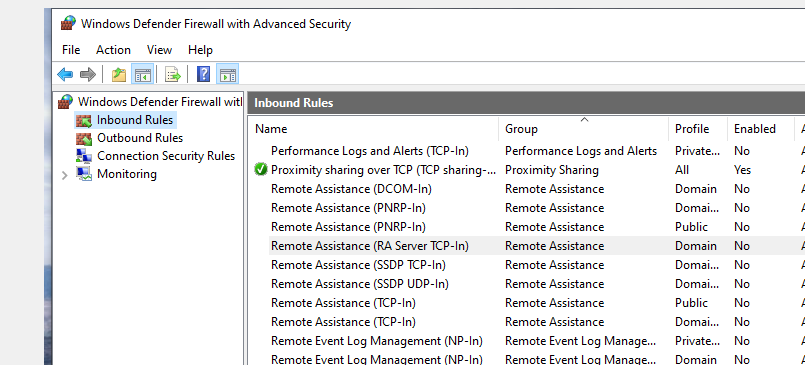 Windows Defender Firewall with Advanced Security
File Action View Help
Windows Defender Firewall wit
Inbound Rules
Outbound Rules
Connection Security Rules
Monitoring
Inbound Rules
Name Group Profile Enabled A
Performance Logs and Alerts (TCP-In) Performance Logs and Alerts Private... No A
Proximity sharing over TCP (TCP sharing-... Proximity Sharing All Yes A
Remote Assistance (DCOM-In) Remote Assistance Domain No A
Remote Assistance (PNRP-In) Remote Assistance Domai... No A
Remote Assistance (PNRP-In) Remote Assistance Public No A
Remote Assistance (RA Server TCP-In) Remote Assistance Domain No A
Remote Assistance (SSDP TCP-In) Remote Assistance Domai... No A
Remote Assistance (SSDP UDP-In) Remote Assistance Domai... No A
Remote Assistance (TCP-In) Remote Assistance Public No A
Remote Assistance (TCP-In) Remote Assistance Domai... No A
Remote Event Log Management (NP-In) Remote Event Log Manage... Private... No A
Remote Event Log Management (NP-In) Remote Event Log Manage... Domain No A